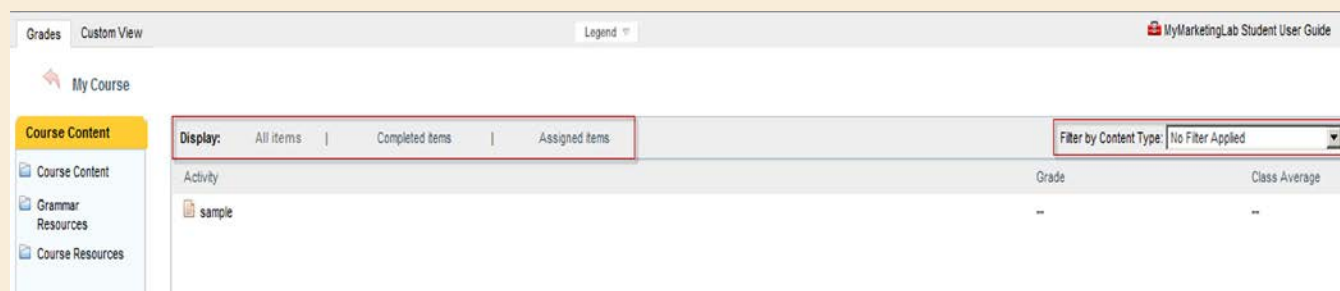 Grades Custom View Legend MyMarketingLab Student User Guide
My Course
Course Content
Display: All items | Completed items | Assigned items Filter by Content Type: No Filter Applied
Activity Grade Class Average
Course Content
sample -- --
Grammar
Resources
Course Resources